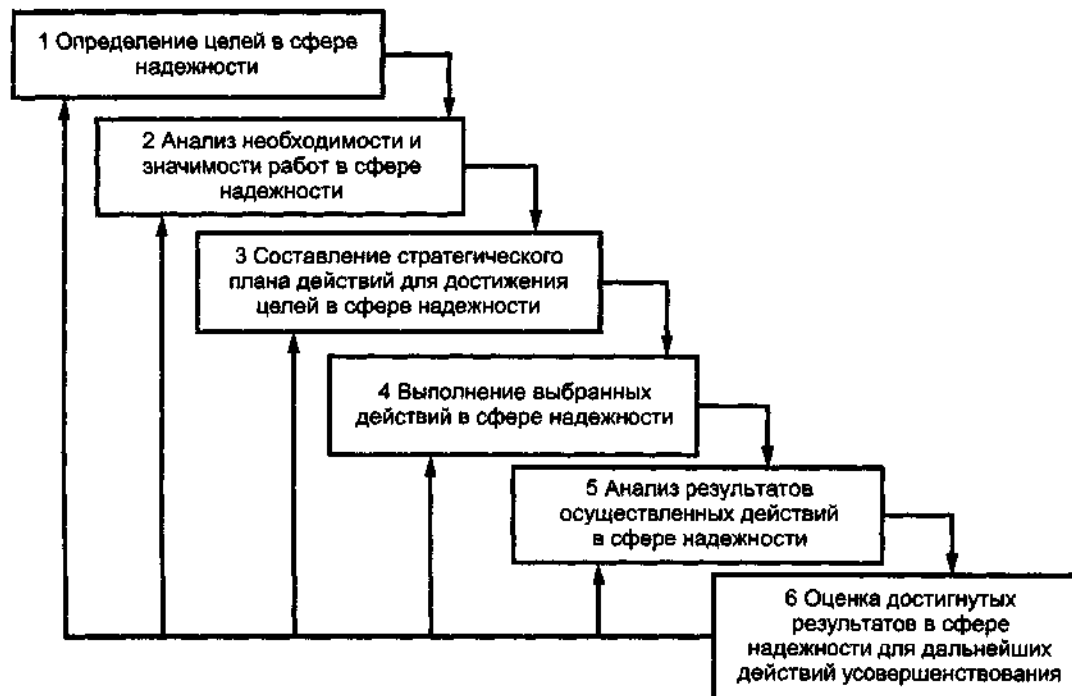 1 Определение целей в сфере
надежности
2 Анализ необходимости и
значимости работ в сфере
надежности
3 Составление стратегического
плана действий для достижения
целей в сфере надежности
4 Выполнение выбранных
действий в сфере надежности
5 Анализ результатов
осуществленных действий
в сфере надежности
6 Оценка достигнутых
результатов в сфере
надежности для дальнейших
действий усовершенствования